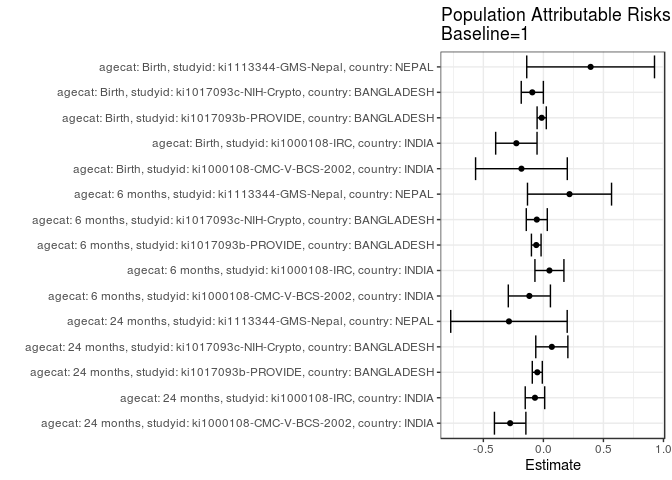 Population Attributable Risks
Baseline=1
agecat: Birth, studyid: ki1113344-GMS-Nepal, country: NEPAL
agecat: Birth, studyid: ki1017093c-NIH-Crypto, country: BANGLADESH
agecat: Birth, studyid: ki1017093b-PROVIDE, country: BANGLADESH
agecat: Birth, studyid: ki1000108-IRC, country: INDIA
agecat: Birth, studyid: ki1000108-CMC-V-BCS-2002, country: INDIA
agecat: 6 months, studyid: ki1113344-GMS-Nepal, country: NEPAL
agecat: 6 months, studyid: ki1017093c-NIH-Crypto, country: BANGLADESH
agecat: 6 months, studyid: ki1017093b-PROVIDE, country: BANGLADESH
agecat: 6 months, studyid: ki1000108-IRC, country: INDIA
agecat: 6 months, studyid: ki1000108-CMC-V-BCS-2002, country: INDIA
agecat: 24 months, studyid: ki1113344-GMS-Nepal, country: NEPAL
agecat: 24 months, studyid: ki1017093c-NIH-Crypto, country: BANGLADESH
agecat: 24 months, studyid: ki1017093b-PROVIDE, country: BANGLADESH
agecat: 24 months, studyid: ki1000108-IRC, country: INDIA
agecat: 24 months, studyid: ki1000108-CMC-V-BCS-2002, country: INDIA
-0.5 0.0 0.5 1.0
Estimate